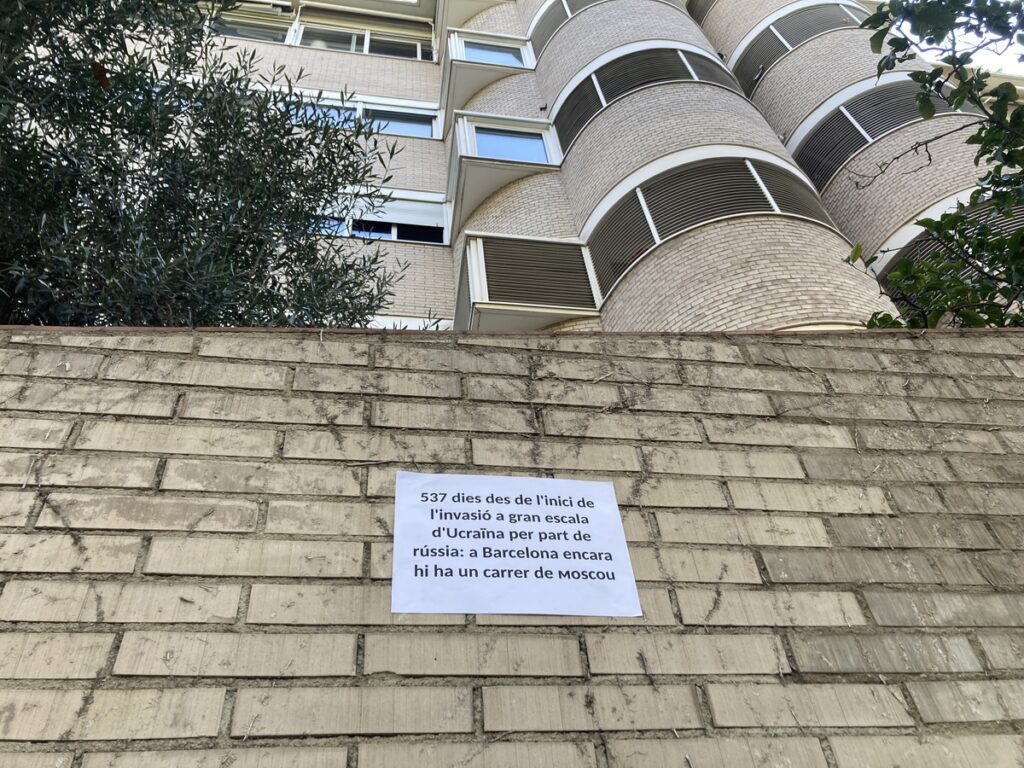 537 dies des de l'inici de
l'invasió a gran escala
d'Ucraïna per part de
rússia: a Barcelona encara
hi ha un carrer de моscou